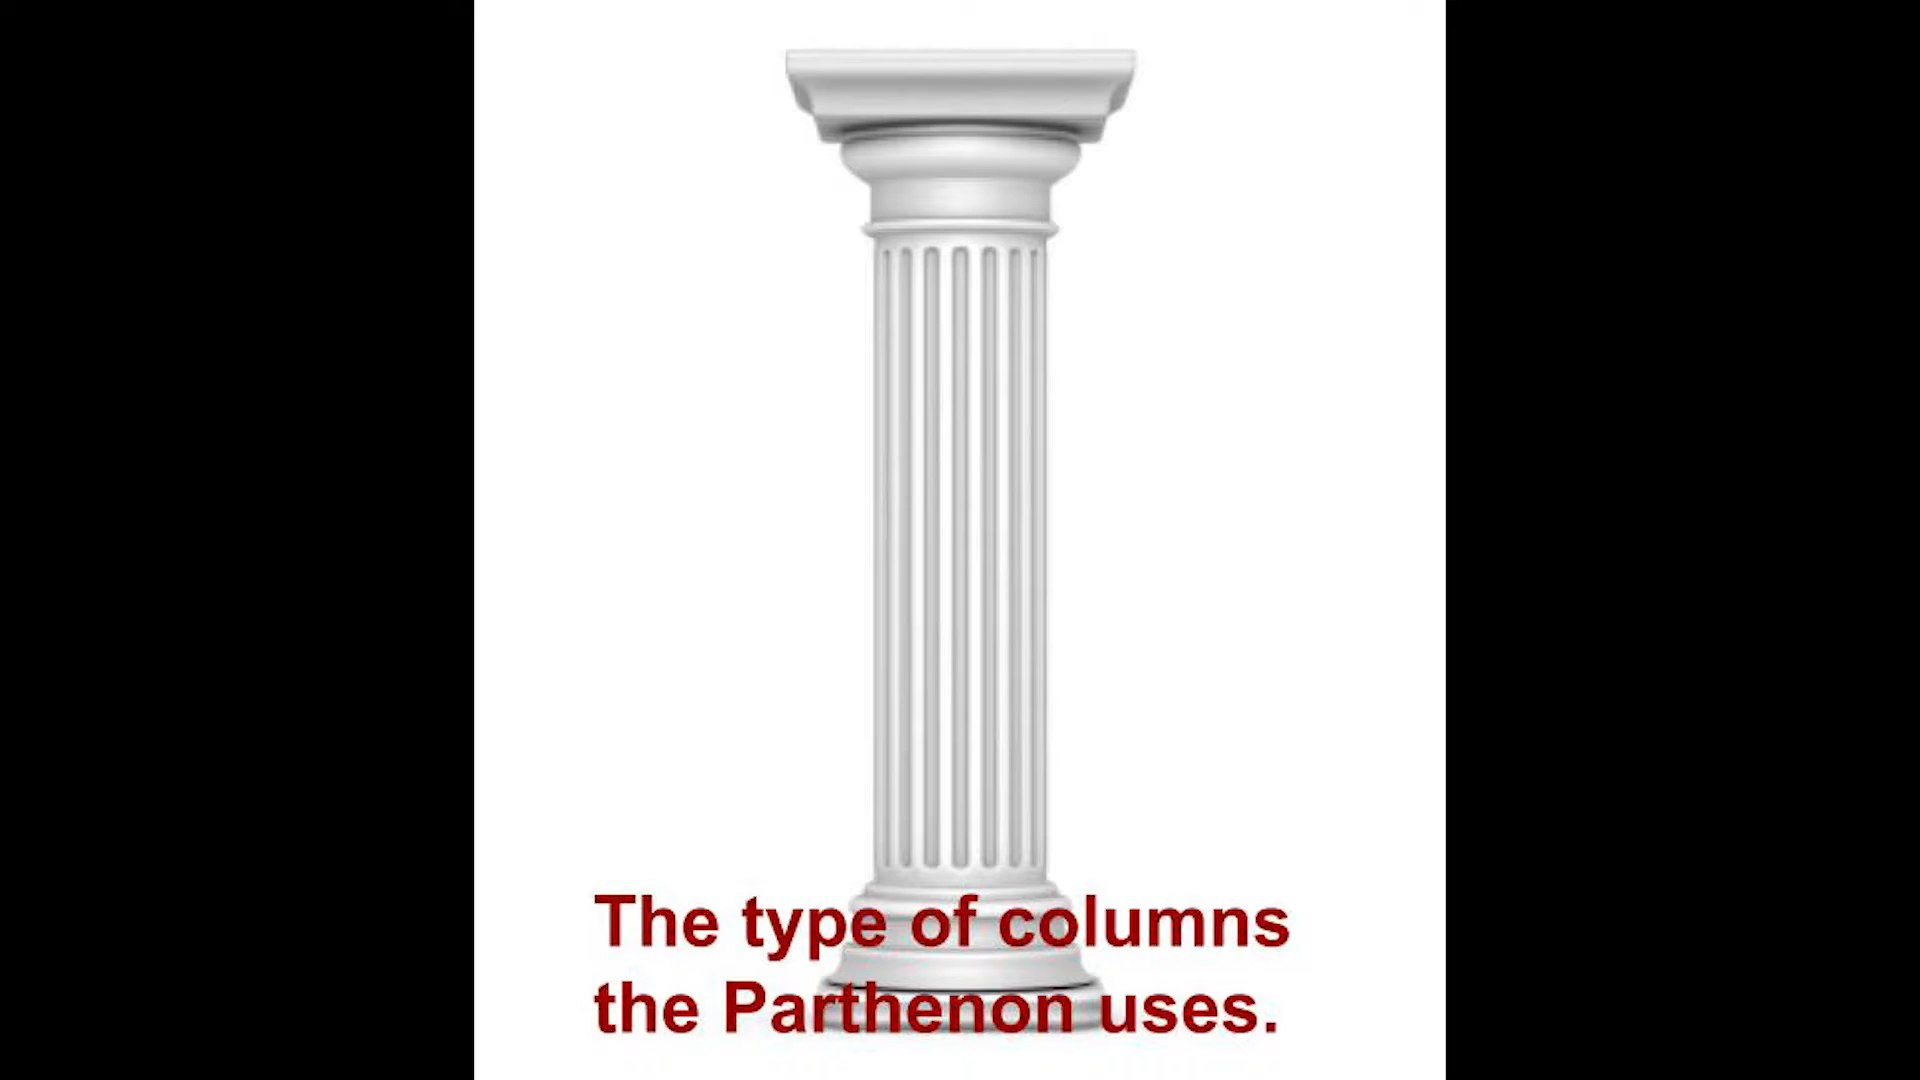 The type of columns
the Parthenon uses.